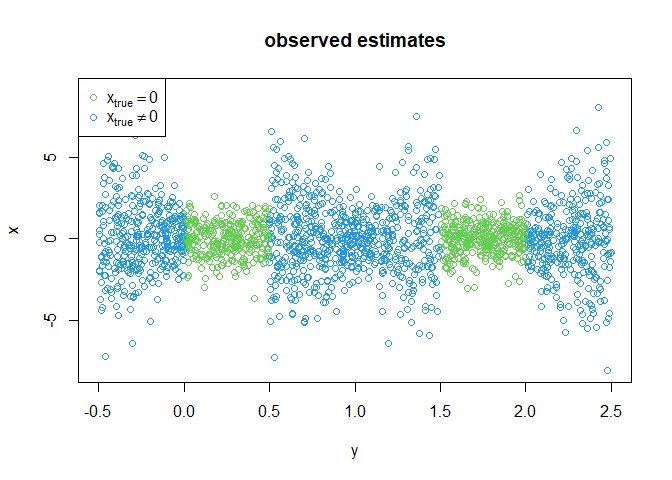 observed estimates
x_true = 0
x_true ≠ 0
x
5
0
-5
-0.5 0.0 0.5 1.0 1.5 2.0 2.5
y